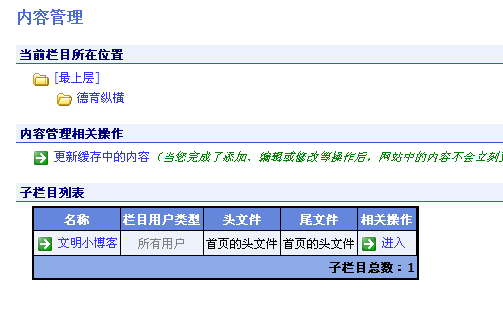 内容管理
当前栏目所在位置
[最上层]
德育纵横
内容管理相关操作
更新缓存中的内容 (当您完成了添加、编辑或修改等操作后，网站中的内容不会立刻
子栏目列表
名称 栏目用户类型 头文件 尾文件 相关操作
文明小博客 所有用户 首页的头文件 首页的头文件 进入
子栏目总数：1